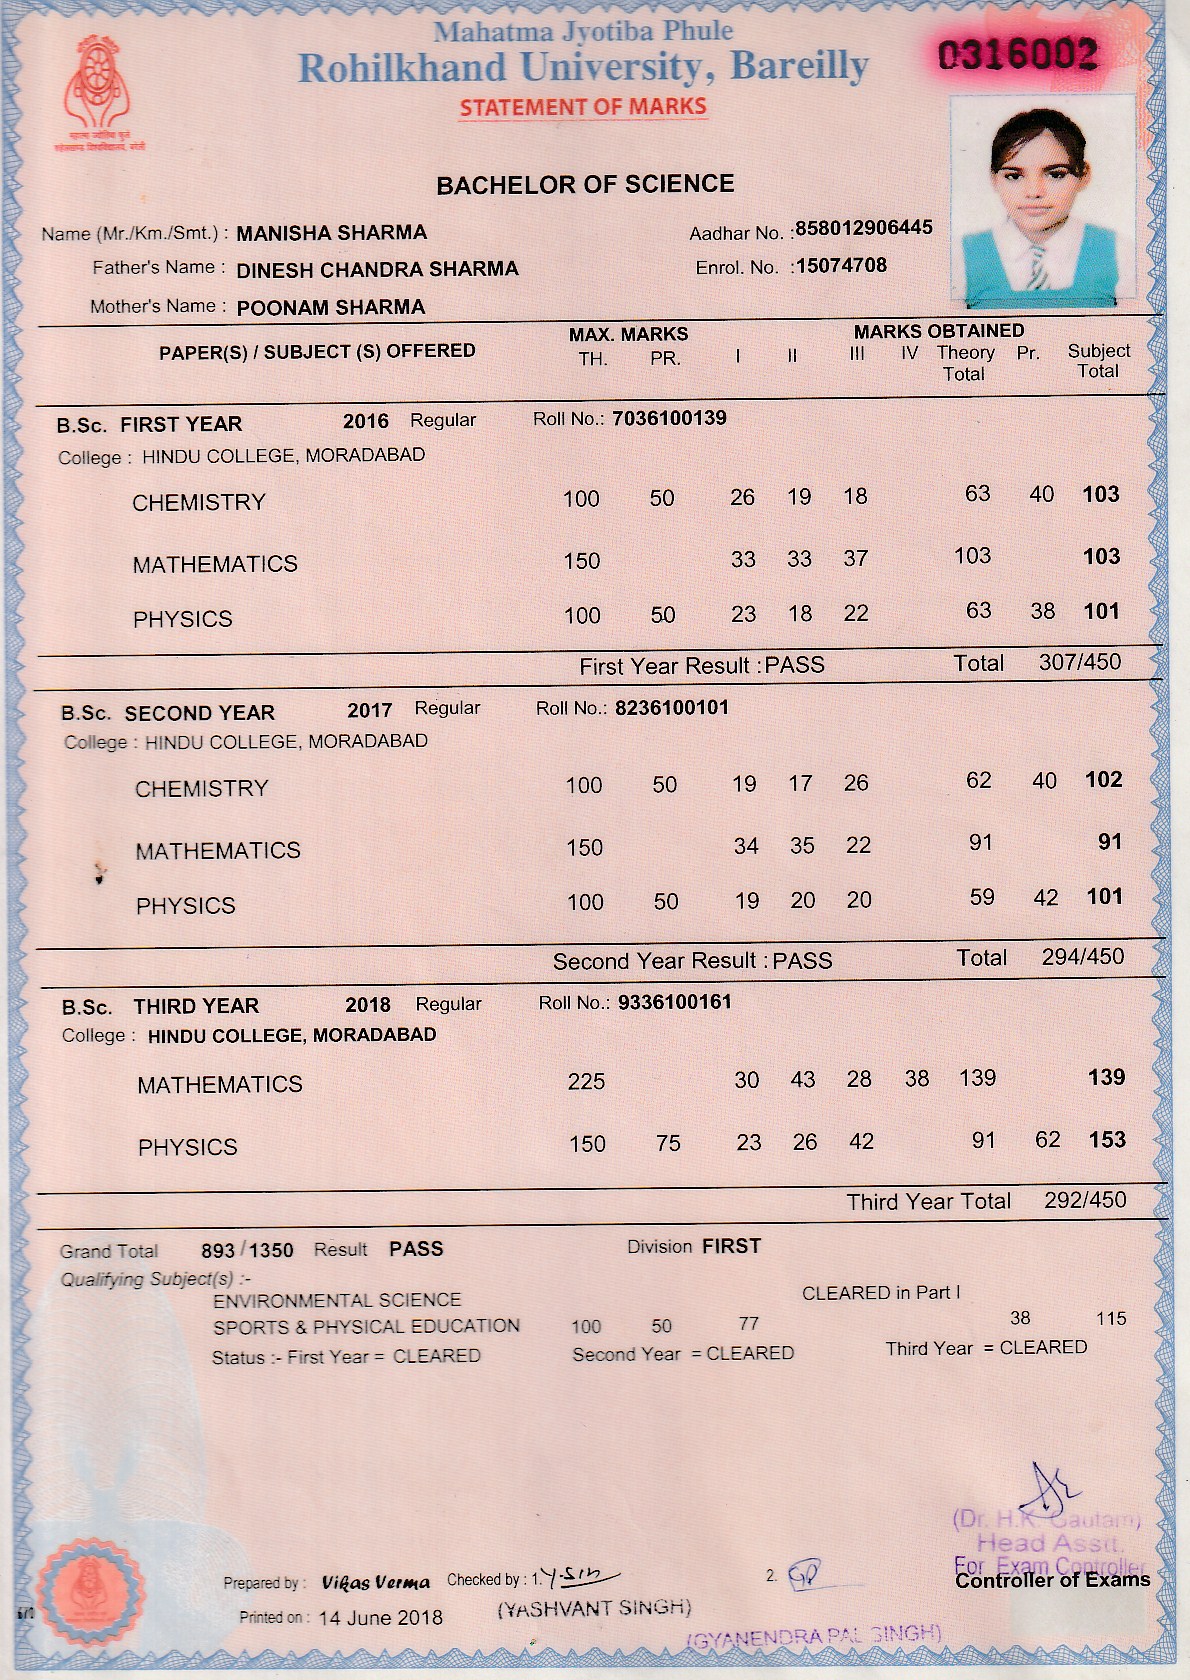 Mahatma Jyotiba Phule
Rohilkhand University, Bareilly
0316002
STATEMENT OF MARKS
BACHELOR OF SCIENCE
Name (Mr./Km./Smt.) : MANISHA SHARMA Aadhar No. :858012906445
Father's Name : DINESH CHANDRA SHARMA Enrol. No. :15074708
Mother's Name : POONAM SHARMA
PAPER(S) / SUBJECT (S) OFFERED MAX. MARKS MARKS OBTAINED
TH. PR. I II III IV Theory Total Pr. Subject Total
B.Sc. FIRST YEAR 2016 Regular Roll No.: 7036100139
College : HINDU COLLEGE, MORADABAD
CHEMISTRY 100 50 26 19 18 63 40 103
MATHEMATICS 150 33 33 37 103 103
PHYSICS 100 50 23 18 22 63 38 101
First Year Result : PASS Total 307/450
B.Sc. SECOND YEAR 2017 Regular Roll No.: 8236100101
College : HINDU COLLEGE, MORADABAD
CHEMISTRY 100 50 19 17 26 62 40 102
MATHEMATICS 150 34 35 22 91 91
PHYSICS 100 50 19 20 20 59 42 101
Second Year Result : PASS Total 294/450
B.Sc. THIRD YEAR 2018 Regular Roll No.: 9336100161
College : HINDU COLLEGE, MORADABAD
MATHEMATICS 225 30 43 28 38 139 139
PHYSICS 150 75 23 26 42 91 62 153
Third Year Total 292/450
Grand Total 893 / 1350 Result PASS Division FIRST
Qualifying Subject(s) :-
ENVIRONMENTAL SCIENCE CLEARED in Part I
SPORTS & PHYSICAL EDUCATION 100 50 77 38 115
Status :- First Year = CLEARED Second Year = CLEARED Third Year = CLEARED
(Dr. H.K. Gautam)
Head Asstt.
For Exam Controller
Controller of Exams
Prepared by : Vikas Verma Checked by : 1. 2.
Printed on : 14 June 2018 (YASHVANT SINGH)
(GYANENDRA PAL SINGH)